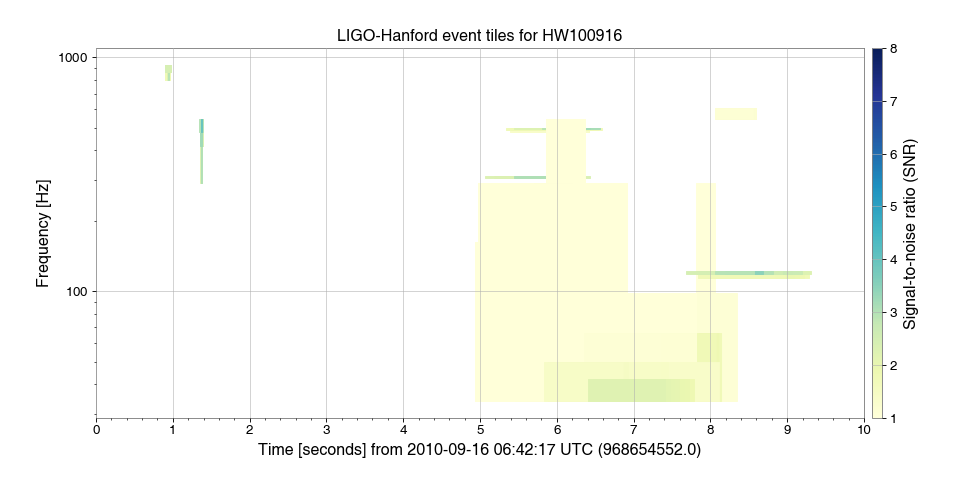 LIGO-Hanford event tiles for HW100916
1000
100
Frequency [Hz]
0 1 2 3 4 5 6 7 8 9 10
Time [seconds] from 2010-09-16 06:42:17 UTC (968654552.0)
8
7
6
5
4
3
2
1
Signal-to-noise ratio (SNR)